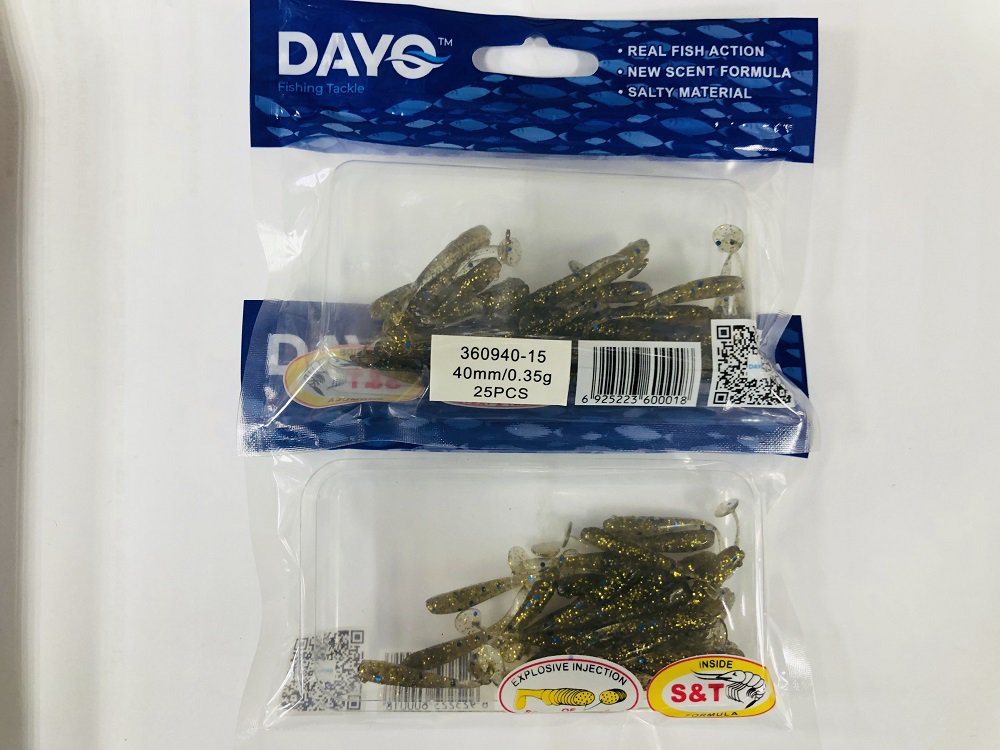 DAYO™
Fishing Tackle
• REAL FISH ACTION
• NEW SCENT FORMULA
• SALTY MATERIAL
360940-15
40mm/0.35g
25PCS
6 925223 600018
EXPLOSIVE INJECTION
INSIDE
S&T
FORMULA